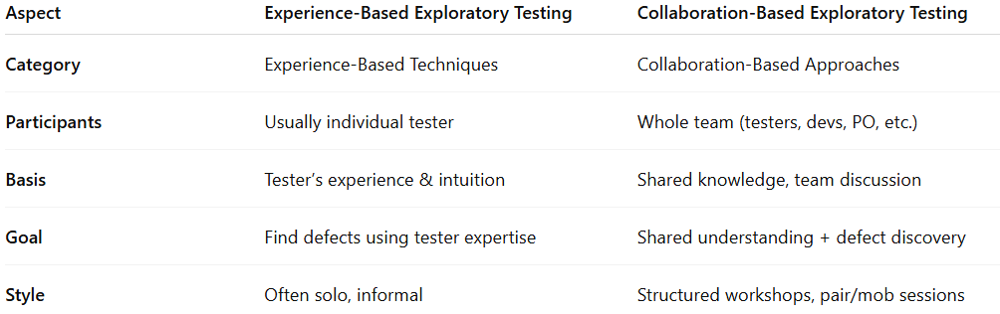 Aspect Experience-Based Exploratory Testing Collaboration-Based Exploratory Testing
Category Experience-Based Techniques Collaboration-Based Approaches
Participants Usually individual tester Whole team (testers, devs, PO, etc.)
Basis Tester’s experience & intuition Shared knowledge, team discussion
Goal Find defects using tester expertise Shared understanding + defect discovery
Style Often solo, informal Structured workshops, pair/mob sessions